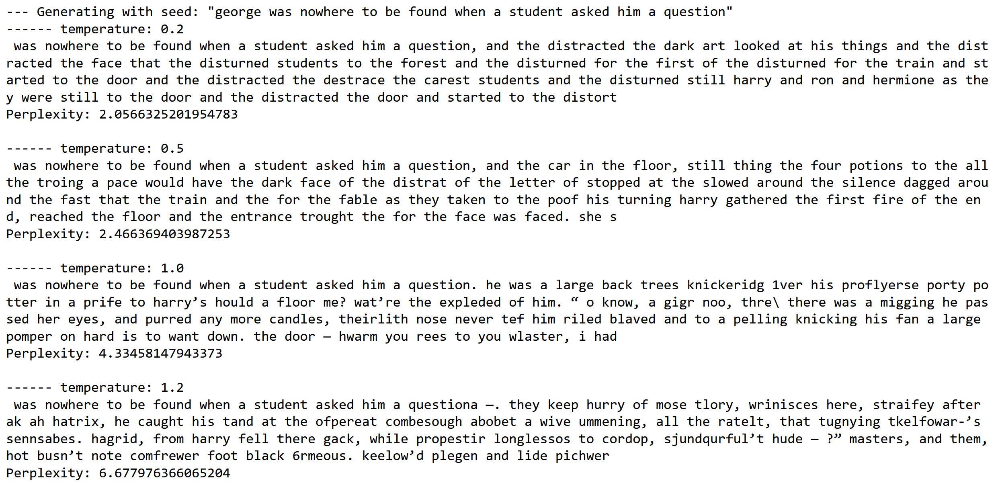 --- Generating with seed: "george was nowhere to be found when a student asked him a question"
------ temperature: 0.2
 was nowhere to be found when a student asked him a question, and the distracted the dark art looked at his things and the dist
racted the face that the disturned students to the forest and the disturned for the first of the disturned for the train and st
arted to the door and the distracted the destrace the carest students and the disturned still harry and ron and hermione as the
y were still to the door and the distracted the door and started to the distort
Perplexity: 2.0566325201954783

------ temperature: 0.5
 was nowhere to be found when a student asked him a question, and the car in the floor, still thing the four potions to the all
the troing a pace would have the dark face of the distrat of the letter of stopped at the slowed around the silence dagged arou
nd the fast that the train and the for the fable as they taken to the poof his turning harry gathered the first fire of the en
d, reached the floor and the entrance trought the for the face was faced. she s
Perplexity: 2.466369403987253

------ temperature: 1.0
 was nowhere to be found when a student asked him a question. he was a large back trees knickeridg 1ver his proflyerse porty po
tter in a prife to harry’s hould a floor me? wat’re the expleded of him. “ o know, a gigr noo, thre\ there was a migging he pas
sed her eyes, and purred any more candles, theirlith nose never tef him riled blaved and to a pelling knicking his fan a large
pomper on hard is to want down. the door — hwarm you rees to you wlaster, i had
Perplexity: 4.33458147943373

------ temperature: 1.2
 was nowhere to be found when a student asked him a questiona —. they keep hurry of mose tlory, wrinisces here, straifey after
ak ah hatrix, he caught his tand at the ofpereat combesough abobet a wive ummening, all the ratelt, that tugnying tkelfowar-’s
sennsabes. hagrid, from harry fell there gack, while propestir longlessos to cordop, sjundqurful’t hude — ?” masters, and them,
hot busn’t note comfrewer foot black 6rmeous. keelow’d plegen and lide pichwer
Perplexity: 6.677976366065204